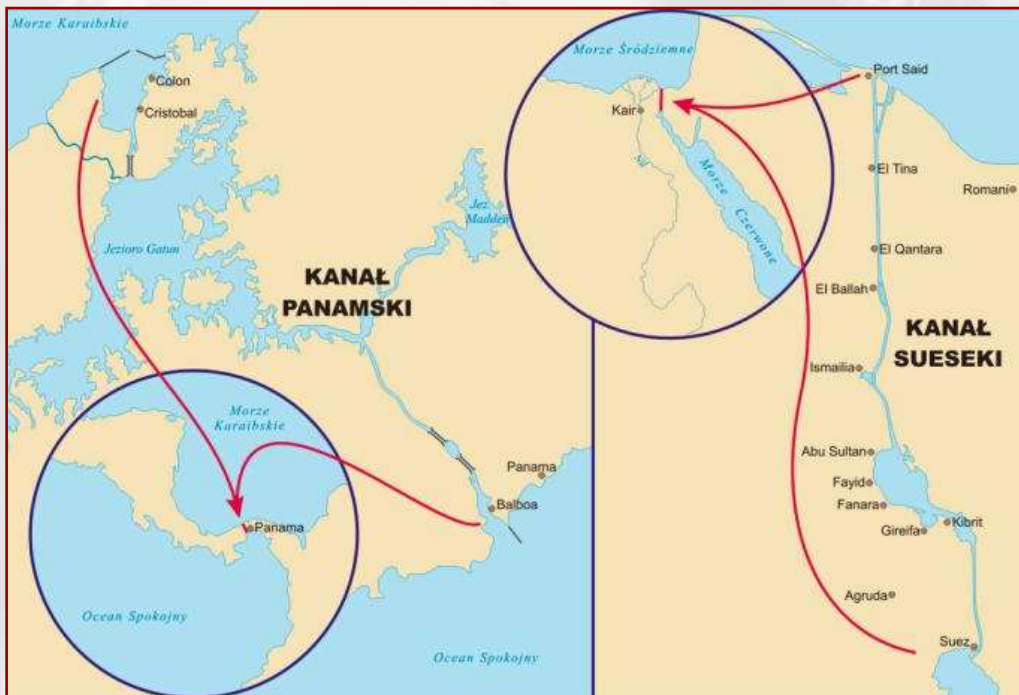 Morze Karaibskie
Colon
Cristobal
Jezioro Gatun
Jez.
Madden
KANAŁ
PANAMSKI
Morze
Karaibskie
Panama
Ocean Spokojny
Panama
Balboa
Ocean Spokojny
Morze Śródziemne
Kair
Nil
Morze Czerwone
Port Said
El Tina
Romani
El Qantara
El Ballah
KANAŁ
SUESEKI
Ismailia
Abu Sultan
Fayid
Fanara
Gireifa
Kibrit
Agruda
Suez